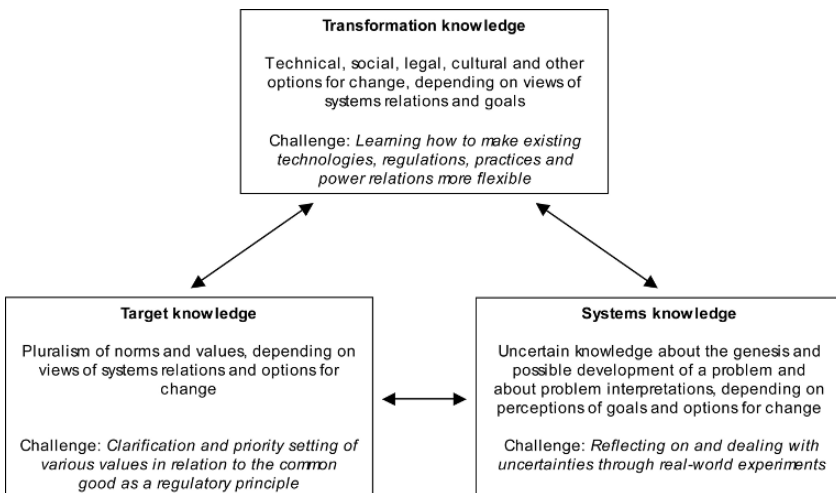 Transformation knowledge
Technical, social, legal, cultural and other
options for change, depending on views of
systems relations and goals
Challenge: Learning how to make existing
technologies, regulations, practices and
power relations more flexible
Target knowledge
Pluralism of norms and values, depending on
views of systems relations and options for
change
Challenge: Clarification and priority setting of
various values in relation to the common
good as a regulatory principle
Systems knowledge
Uncertain knowledge about the genesis and
possible development of a problem and
about problem interpretations, depending on
perceptions of goals and options for change
Challenge: Reflecting on and dealing with
uncertainties through real-world experiments